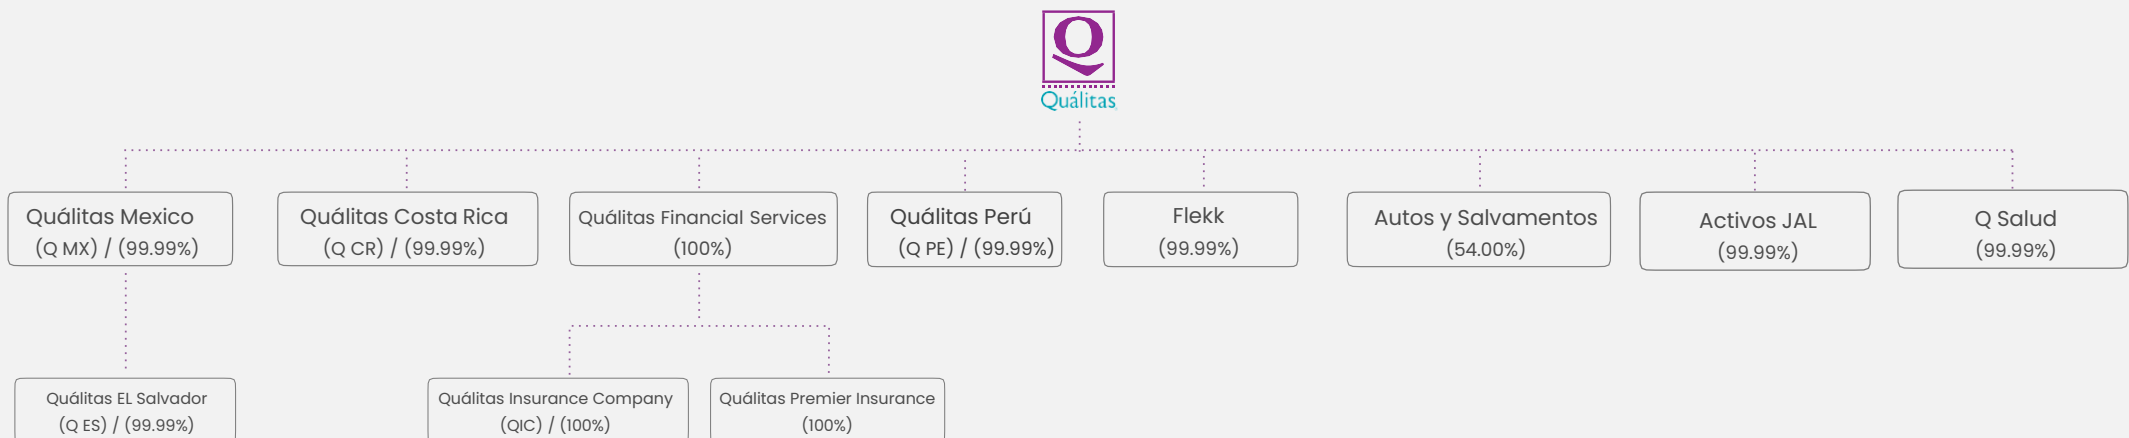 Q
Quálitas
Quálitas Mexico
(Q MX) / (99.99%)
Quálitas Costa Rica
(Q CR) / (99.99%)
Quálitas Financial Services
(100%)
Quálitas Perú
(Q PE) / (99.99%)
Flekk
(99.99%)
Autos y Salvamentos
(54.00%)
Activos JAL
(99.99%)
Q Salud
(99.99%)
Quálitas EL Salvador
(Q ES) / (99.99%)
Quálitas Insurance Company
(QIC) / (100%)
Quálitas Premier Insurance
(100%)